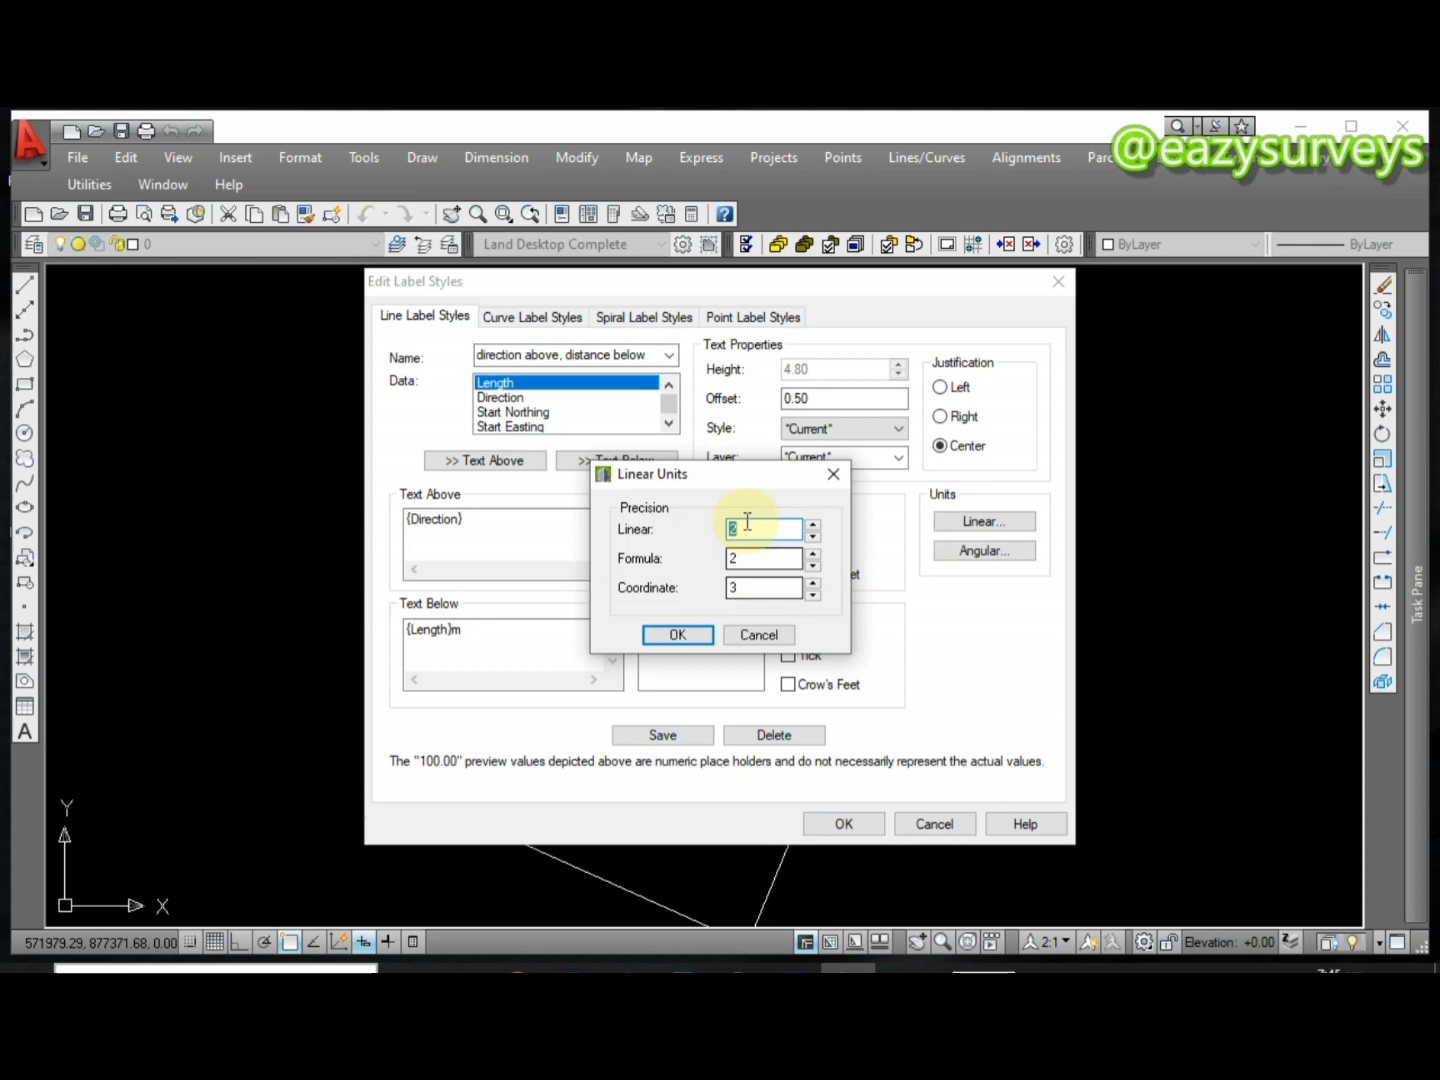 @eazysurveys
File Edit View Insert Format Tools Draw Dimension Modify Map Express Projects Points Lines/Curves Alignments
Utilities Window Help
0 Land Desktop Complete ByLayer ByLayer
Edit Label Styles
Line Label Styles Curve Label Styles Spiral Label Styles Point Label Styles
Name: direction above, distance below
Data: Length
Direction
Start Northing
Start Easting
>> Text Above
Text Properties
Height: 4.80
Offset: 0.50
Style: *Current*
Layer: *Current*
Justification
Left
Right
Center
Linear Units
Precision
Linear: 2
Formula: 2
Coordinate: 3
OK Cancel
Text Above
{Direction}
Units
Linear...
Angular...
Text Below
{Length}m
Tick
Crow's Feet
Save Delete
The "100.00" preview values depicted above are numeric place holders and do not necessarily represent the actual values.
OK Cancel Help
Task Pane
A
Y
X
571979.29, 877371.68, 0.00 2:1 Elevation: +0.00